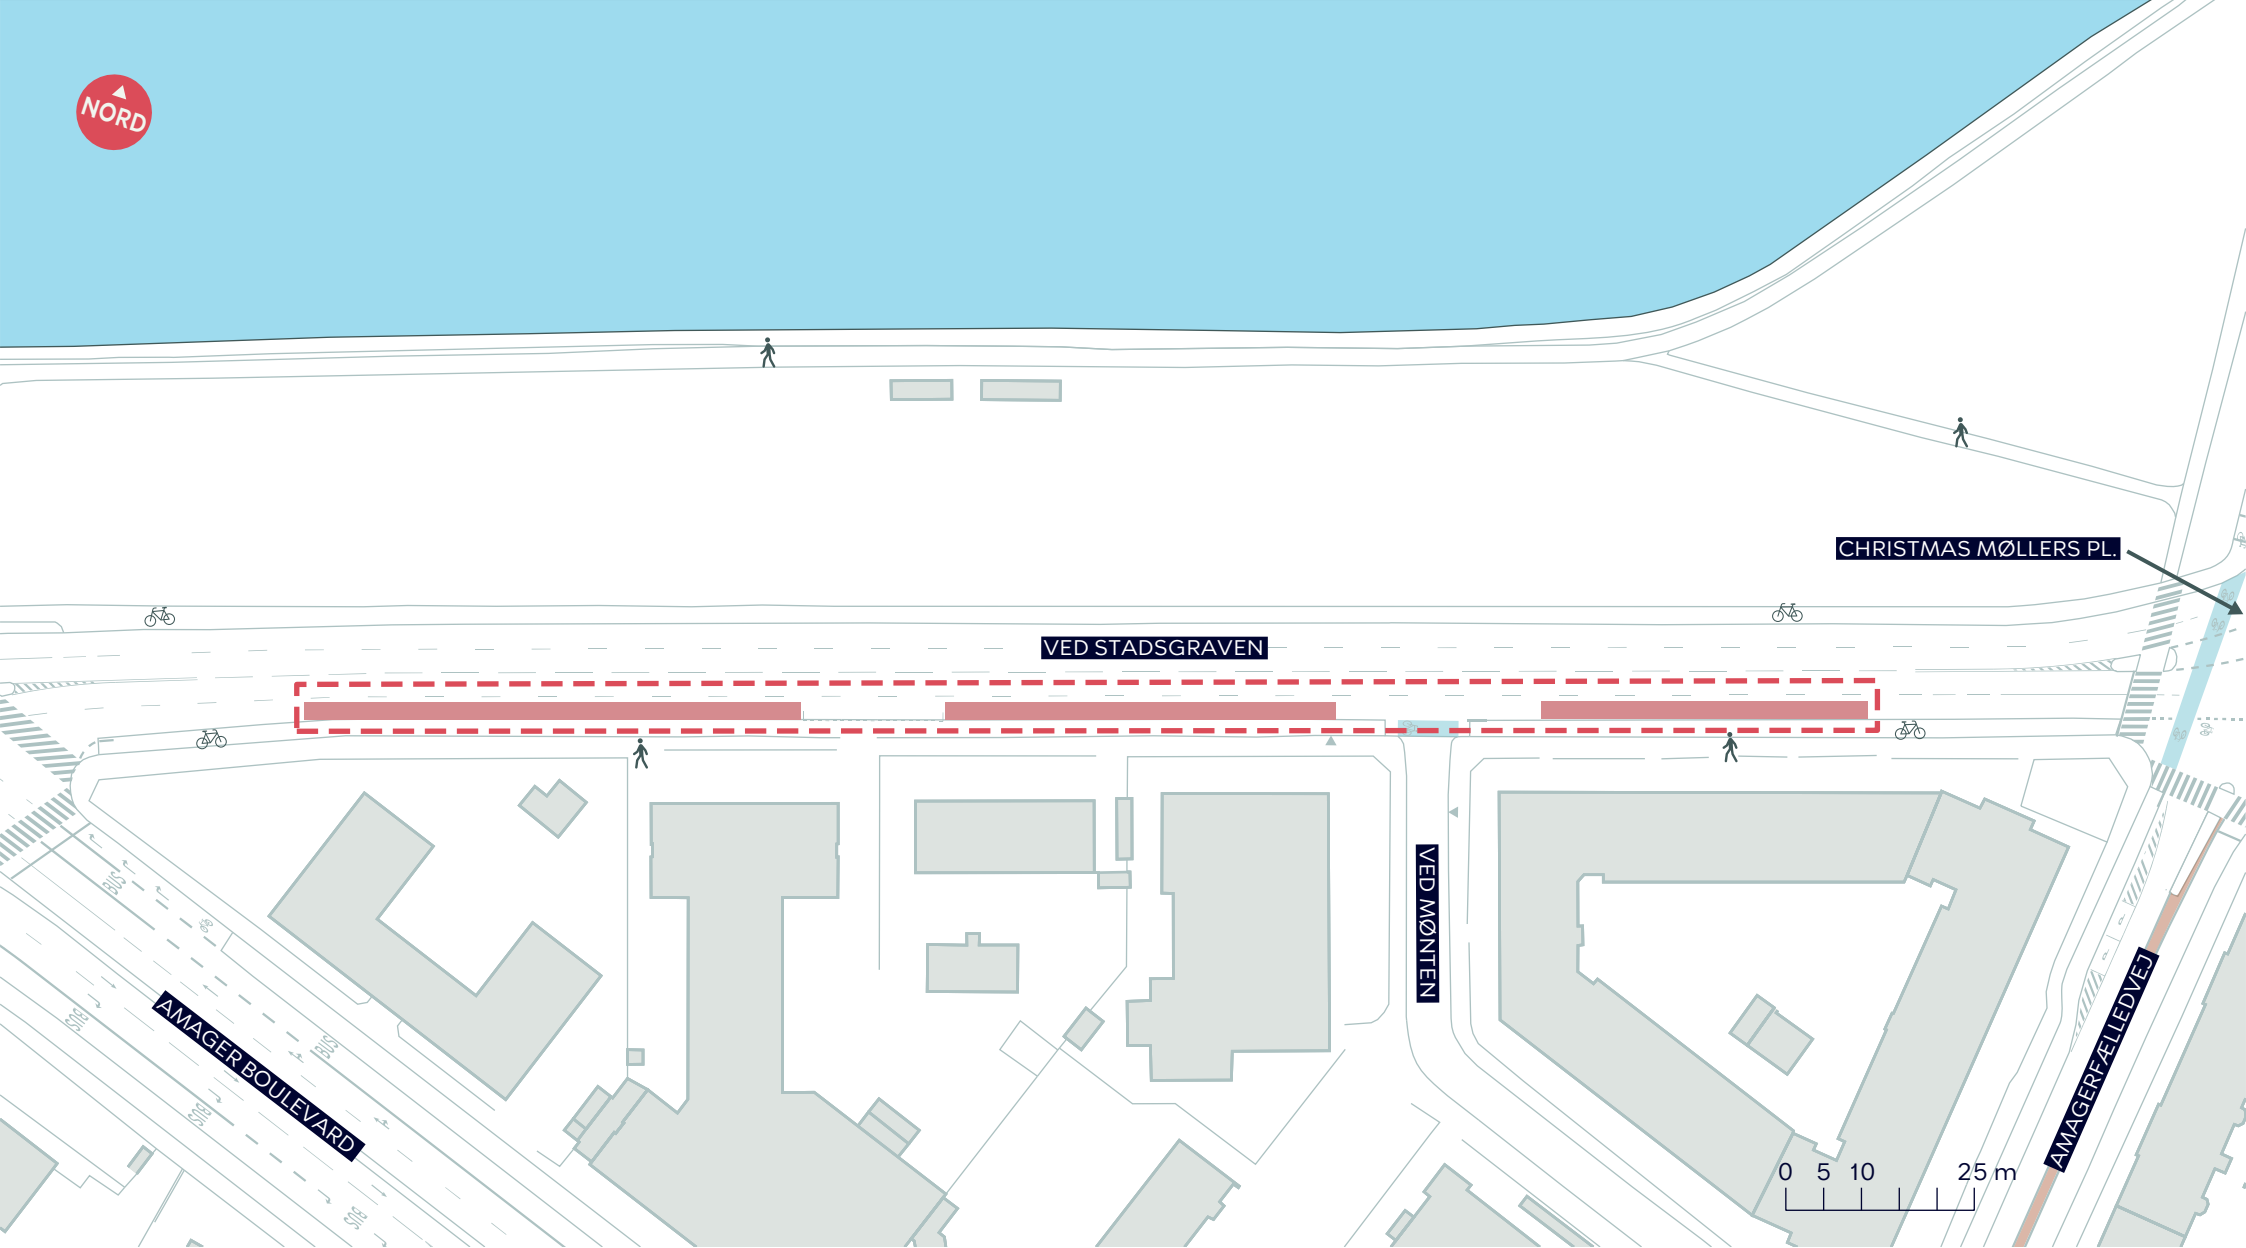 NORD
CHRISTMAS MØLLERS PL.
VED STADSGRAVEN
VED MØNTEN
AMAGER BOULEVARD
AMAGERFÆLLEDVEJ
BUS
BUS
BUS
BUS
BUS
0 5 10 25 m